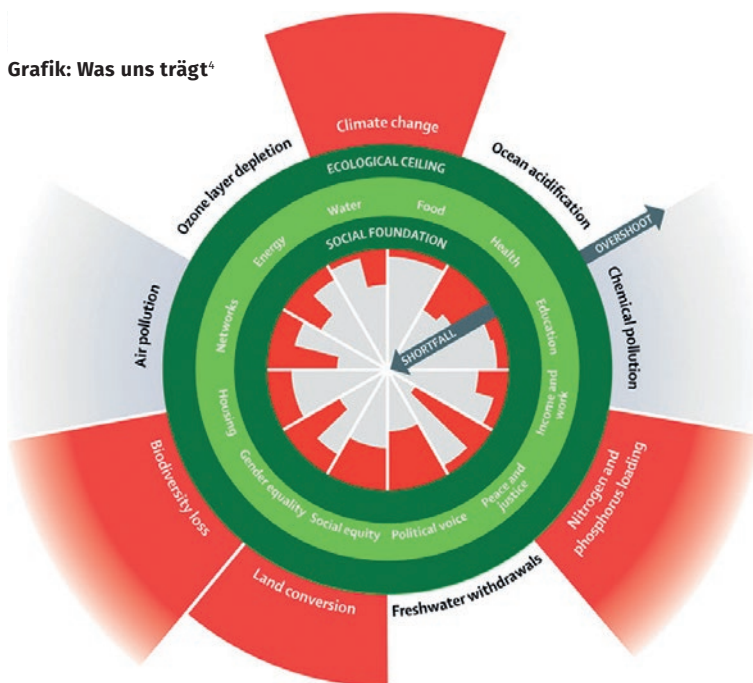 Grafik: Was uns trägt⁴
Climate change
Ozone layer depletion
Ocean acidification
ECOLOGICAL CEILING
Water
Food
Energy
Health
SOCIAL FOUNDATION
OVERSHOOT
Air pollution
Networks
SHORTFALL
Education
Chemical pollution
Housing
Income and
work
Biodiversity loss
Gender equality
Social equity
Political voice
Peace and
justice
Nitrogen and
phosphorus loading
Land conversion
Freshwater withdrawals